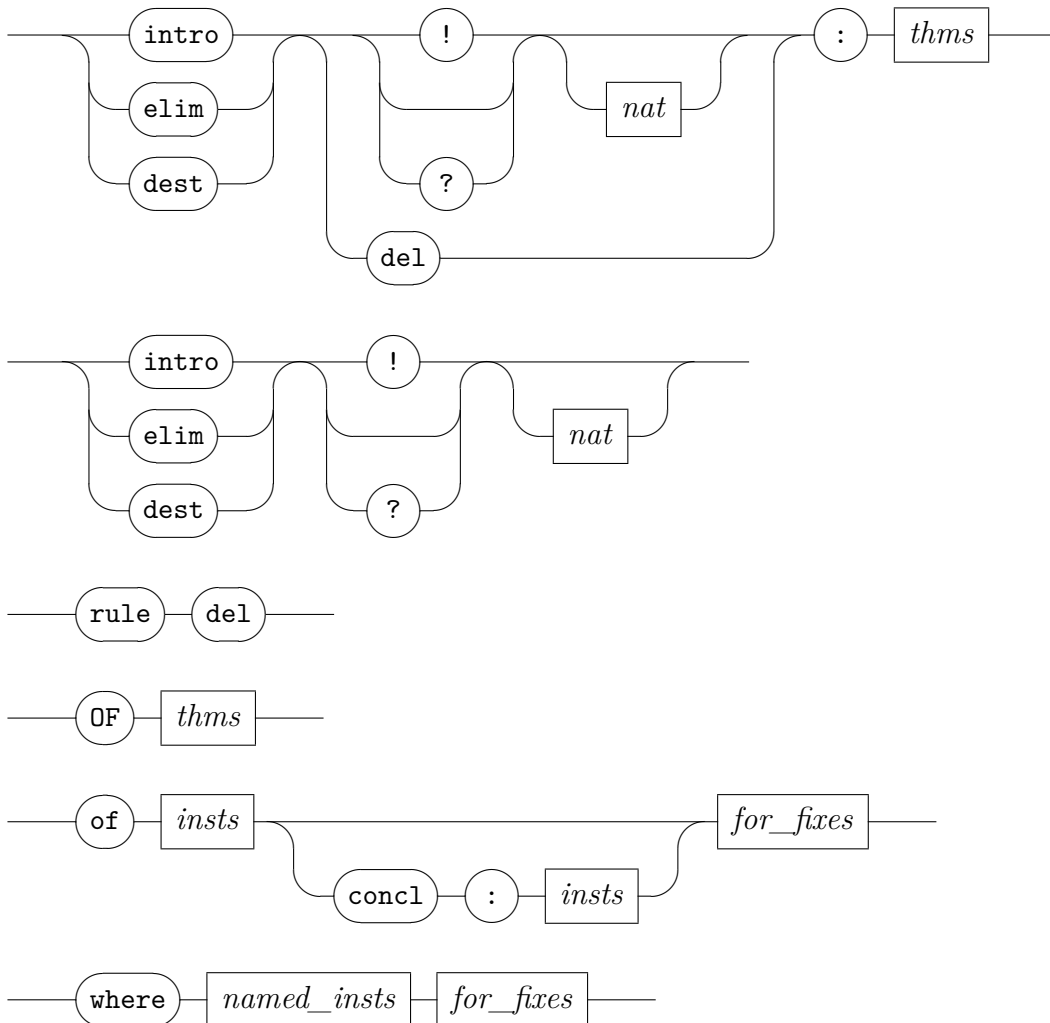 intro ! : thms
elim nat
dest ?
del
intro !
elim nat
dest ?
rule del
OF thms
of insts for_fixes
concl : insts
where named_insts for_fixes